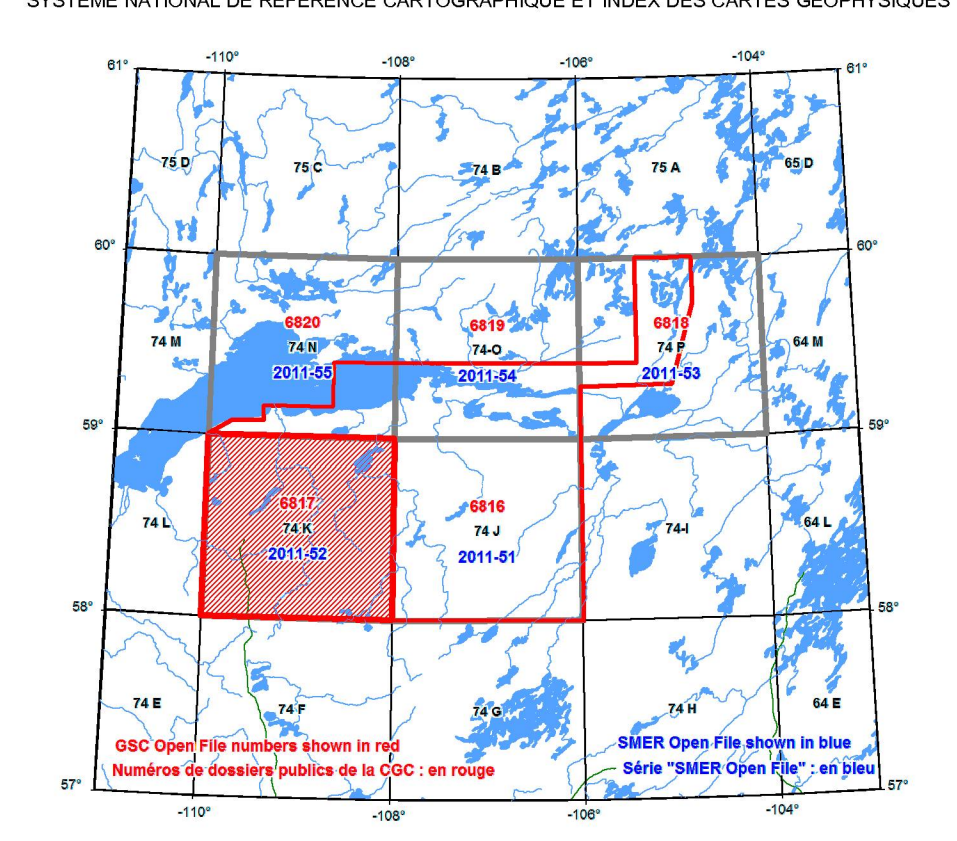 SYSTÈME NATIONAL DE RÉFÉRENCE CARTOGRAPHIQUE ET INDEX DES CARTES GÉOPHYSIQUES
-110° -108° -106° -104°
61° 61°
75 D 75 C 74 B 75 A 65 D
60° 60°
6820 6819 6818
74 M 74 N 74-O 74 P 64 M
2011-55 2011-54 2011-53
59° 59°
6817 6816
74 L 74 K 74 J 74-I 64 L
2011-52 2011-51
58° 58°
74 E 74 F 74 G 74 H 64 E
GSC Open File numbers shown in red
Numéros de dossiers publics de la CGC : en rouge
SMER Open File shown in blue
Série "SMER Open File" : en bleu
57° 57°
-110° -108° -106° -104°